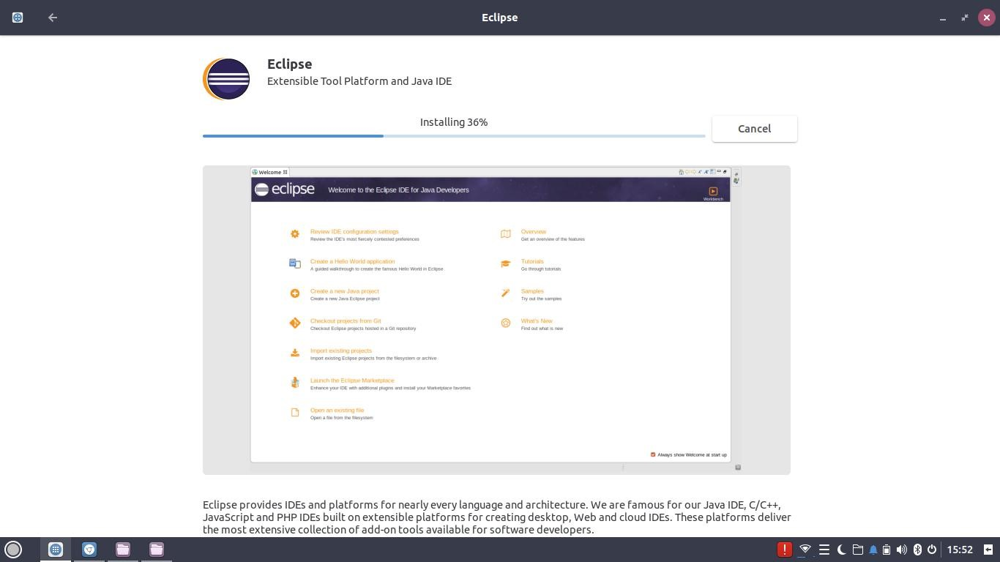 Eclipse
Eclipse
Extensible Tool Platform and Java IDE
Installing 36%
Cancel
Welcome
eclipse
Welcome to the Eclipse IDE for Java Developers
Workbench
Review IDE configuration settings
Review the IDE's most fiercely contested preferences
Overview
Get an overview of the features
Create a Hello World application
A guided walkthrough to create the famous Hello World in Eclipse
Tutorials
Go through tutorials
Create a new Java project
Create a new Java Eclipse project
Samples
Try out the samples
Checkout projects from Git
Checkout Eclipse projects hosted in a Git repository
What's New
Find out what is new
Import existing projects
Import existing Eclipse projects from the filesystem or archive
Launch the Eclipse Marketplace
Enhance your IDE with additional plugins and install your Marketplace favorites
Open an existing file
Open a file from the filesystem
Always show Welcome at start up
Eclipse provides IDEs and platforms for nearly every language and architecture. We are famous for our Java IDE, C/C++,
JavaScript and PHP IDEs built on extensible platforms for creating desktop, Web and cloud IDEs. These platforms deliver
the most extensive collection of add-on tools available for software developers.
15:52